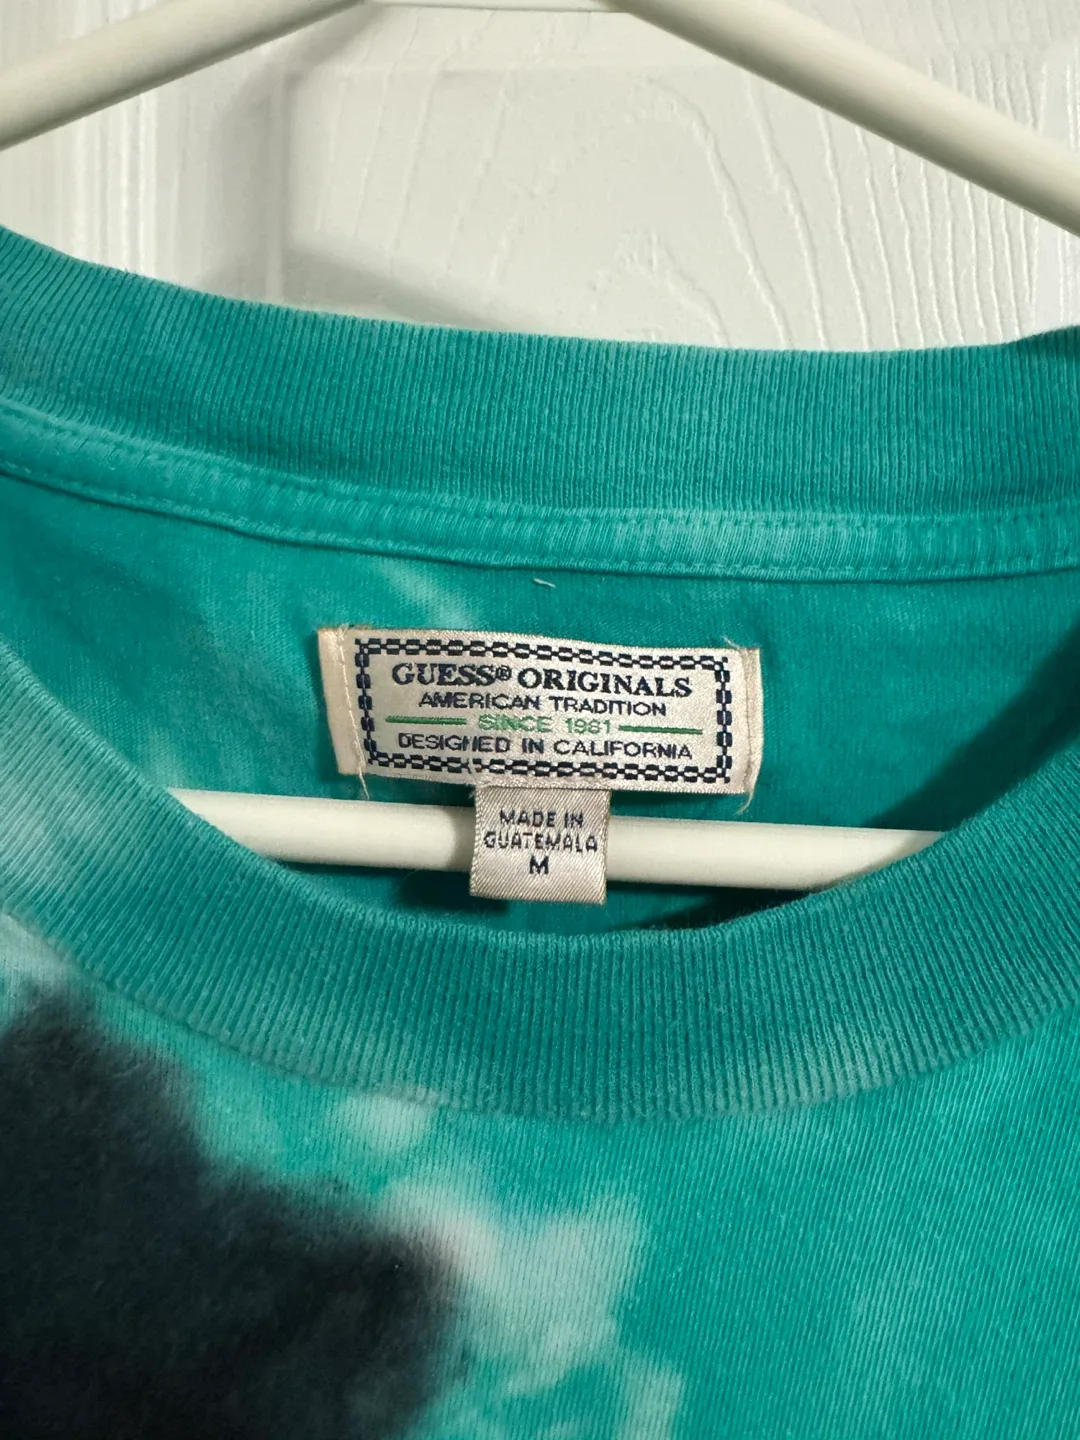 GUESS® ORIGINALS
AMERICAN TRADITION
SINCE 1981
DESIGNED IN CALIFORNIA
MADE IN
GUATEMALA
M